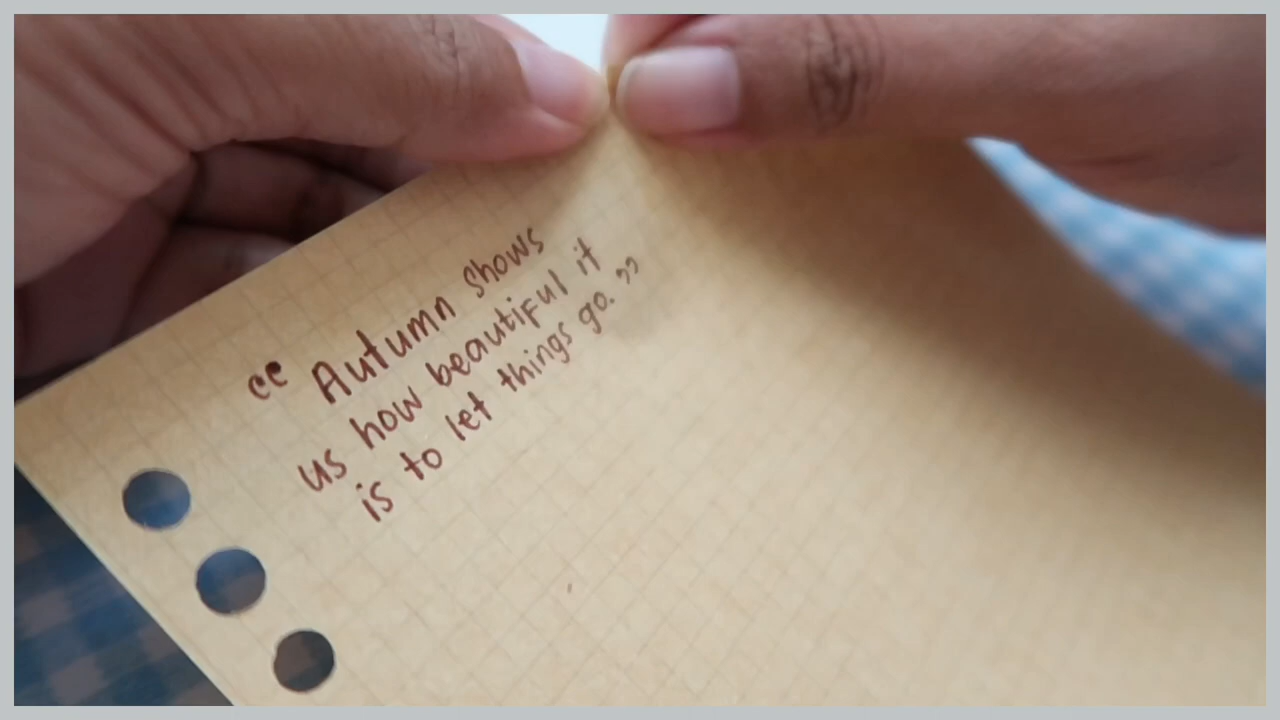 “ Autumn shows
us how beautiful it
is to let things go. ”